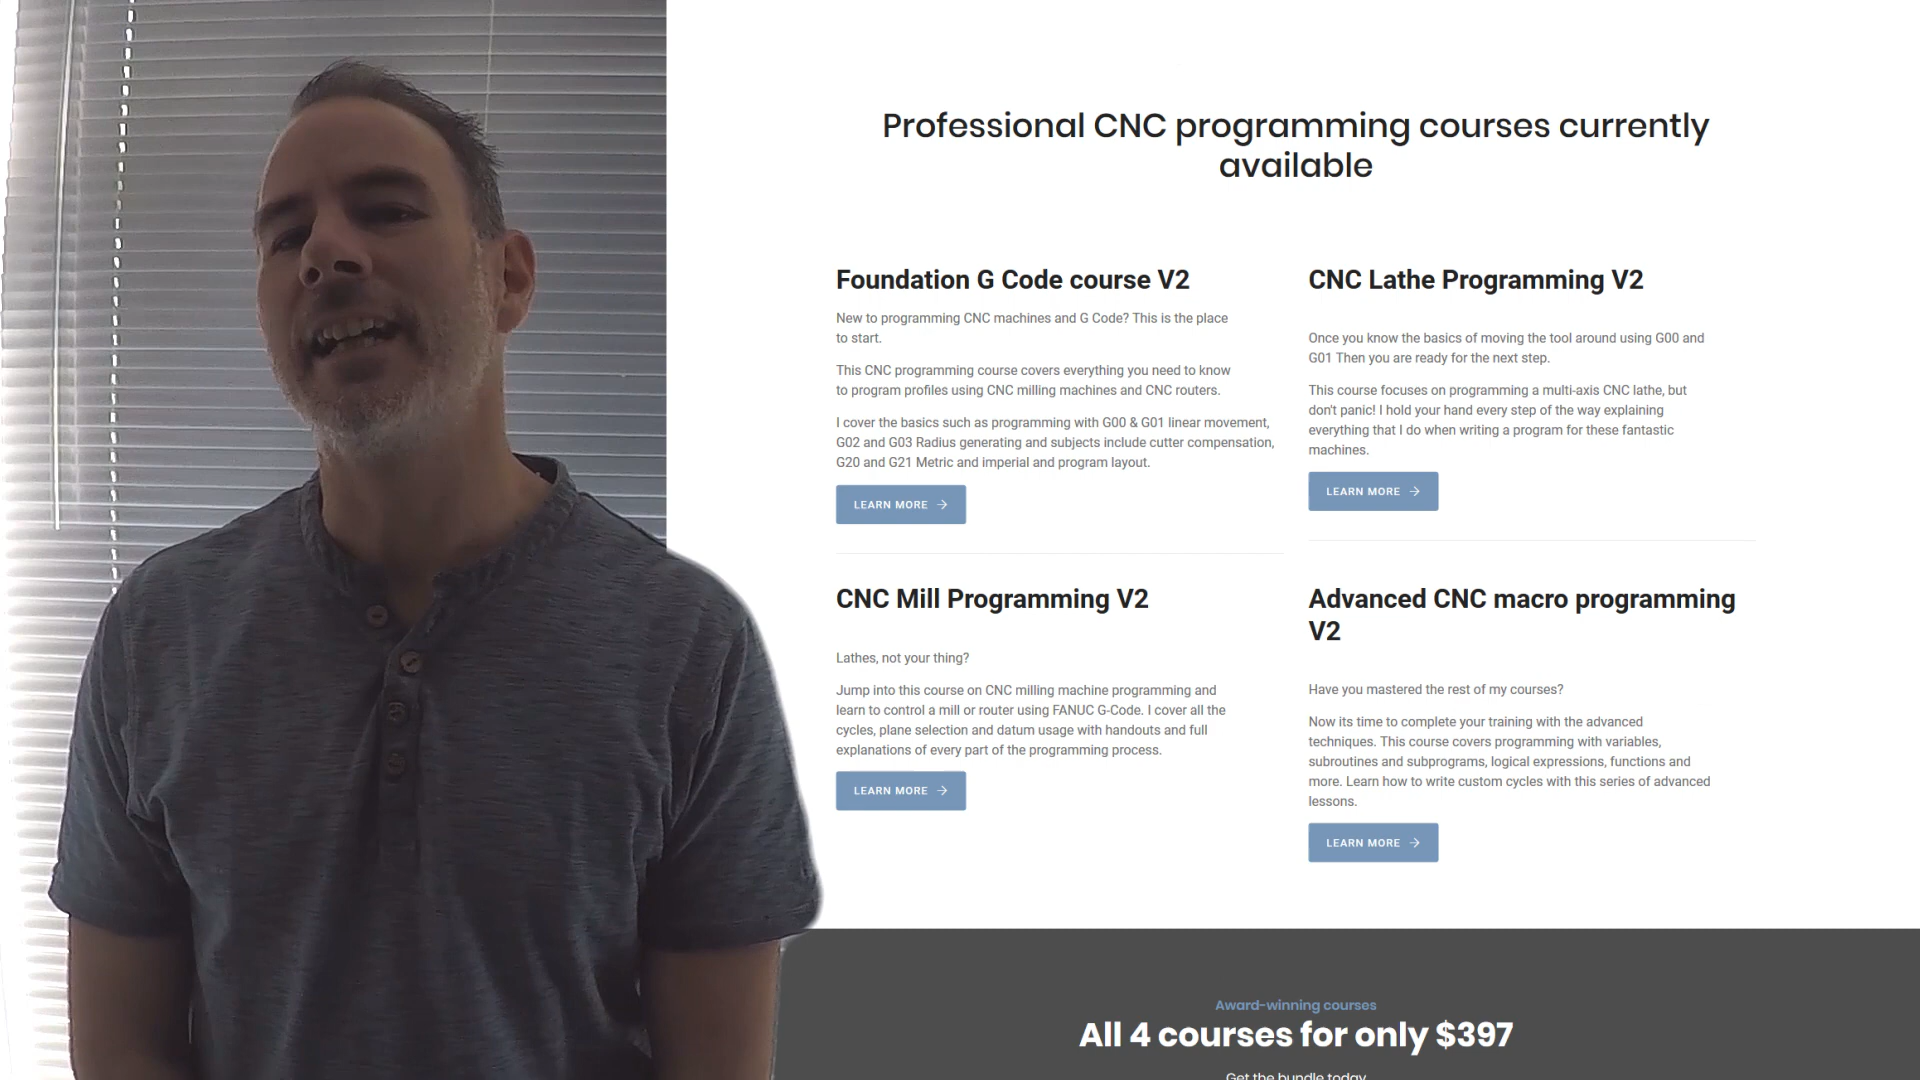 Professional CNC programming courses currently
available
Foundation G Code course V2
New to programming CNC machines and G Code? This is the place
to start.
This CNC programming course covers everything you need to know
to program profiles using CNC milling machines and CNC routers.
I cover the basics such as programming with G00 & G01 linear movement,
G02 and G03 Radius generating and subjects include cutter compensation,
G20 and G21 Metric and imperial and program layout.
LEARN MORE →
CNC Lathe Programming V2
Once you know the basics of moving the tool around using G00 and
G01 Then you are ready for the next step.
This course focuses on programming a multi-axis CNC lathe, but
don't panic! I hold your hand every step of the way explaining
everything that I do when writing a program for these fantastic
machines.
LEARN MORE →
CNC Mill Programming V2
Lathes, not your thing?
Jump into this course on CNC milling machine programming and
learn to control a mill or router using FANUC G-Code. I cover all the
cycles, plane selection and datum usage with handouts and full
explanations of every part of the programming process.
LEARN MORE →
Advanced CNC macro programming
V2
Have you mastered the rest of my courses?
Now its time to complete your training with the advanced
techniques. This course covers programming with variables,
subroutines and subprograms, logical expressions, functions and
more. Learn how to write custom cycles with this series of advanced
lessons.
LEARN MORE →
Award-winning courses
All 4 courses for only $397
Get the bundle today